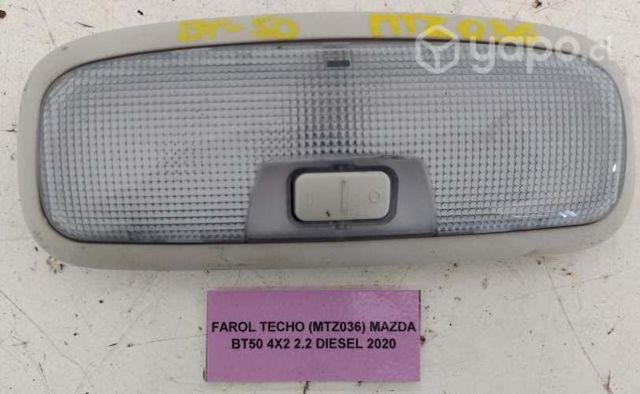 BT-50 MTZ036
yapo.cl
I O
FAROL TECHO (MTZ036) MAZDA
BT50 4X2 2.2 DIESEL 2020